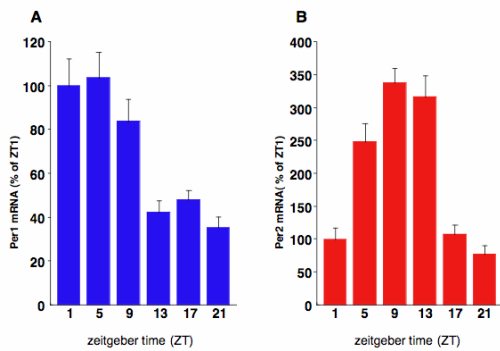 A
Per1 mRNA (% of ZT1)
120
100
80
60
40
20
0
1 5 9 13 17 21
zeitgeber time (ZT)
B
Per2 mRNA( % of ZT1)
400
350
300
250
200
150
100
50
0
1 5 9 13 17 21
zeitgeber time (ZT)